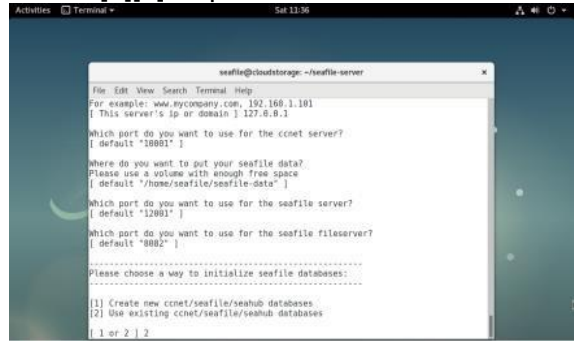 Activities Terminal Sat 11:36
seafile@cloudstorage: ~/seafile-server
File Edit View Search Terminal Help
For example: www.mycompany.com, 192.168.1.101
[ This server's ip or domain ] 127.0.0.1
Which port do you want to use for the ccnet server?
[ default "10001" ]
Where do you want to put your seafile data?
Please use a volume with enough free space
[ default "/home/seafile/seafile-data" ]
Which port do you want to use for the seafile server?
[ default "12001" ]
Which port do you want to use for the seafile fileserver?
[ default "8082" ]
-------------------------------------------------------
Please choose a way to initialize seafile databases:
-------------------------------------------------------
[1] Create new ccnet/seafile/seahub databases
[2] Use existing ccnet/seafile/seahub databases
[ 1 or 2 ] 2